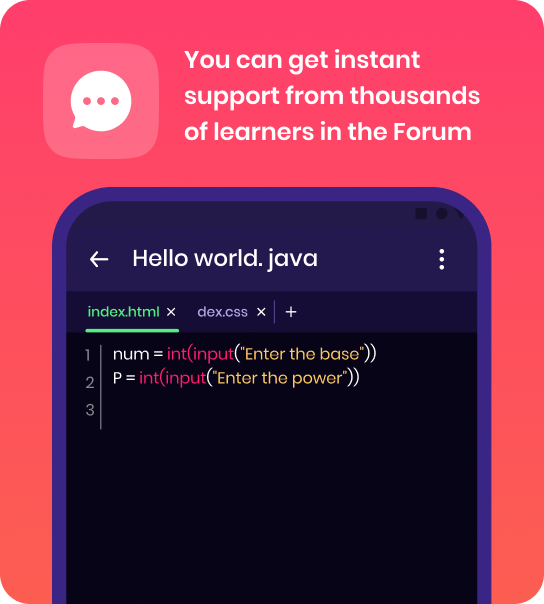 You can get instant
support from thousands
of learners in the Forum
Hello world. java
index.html × dex.css × +
1 num = int(input("Enter the base"))
2 P = int(input("Enter the power"))
3